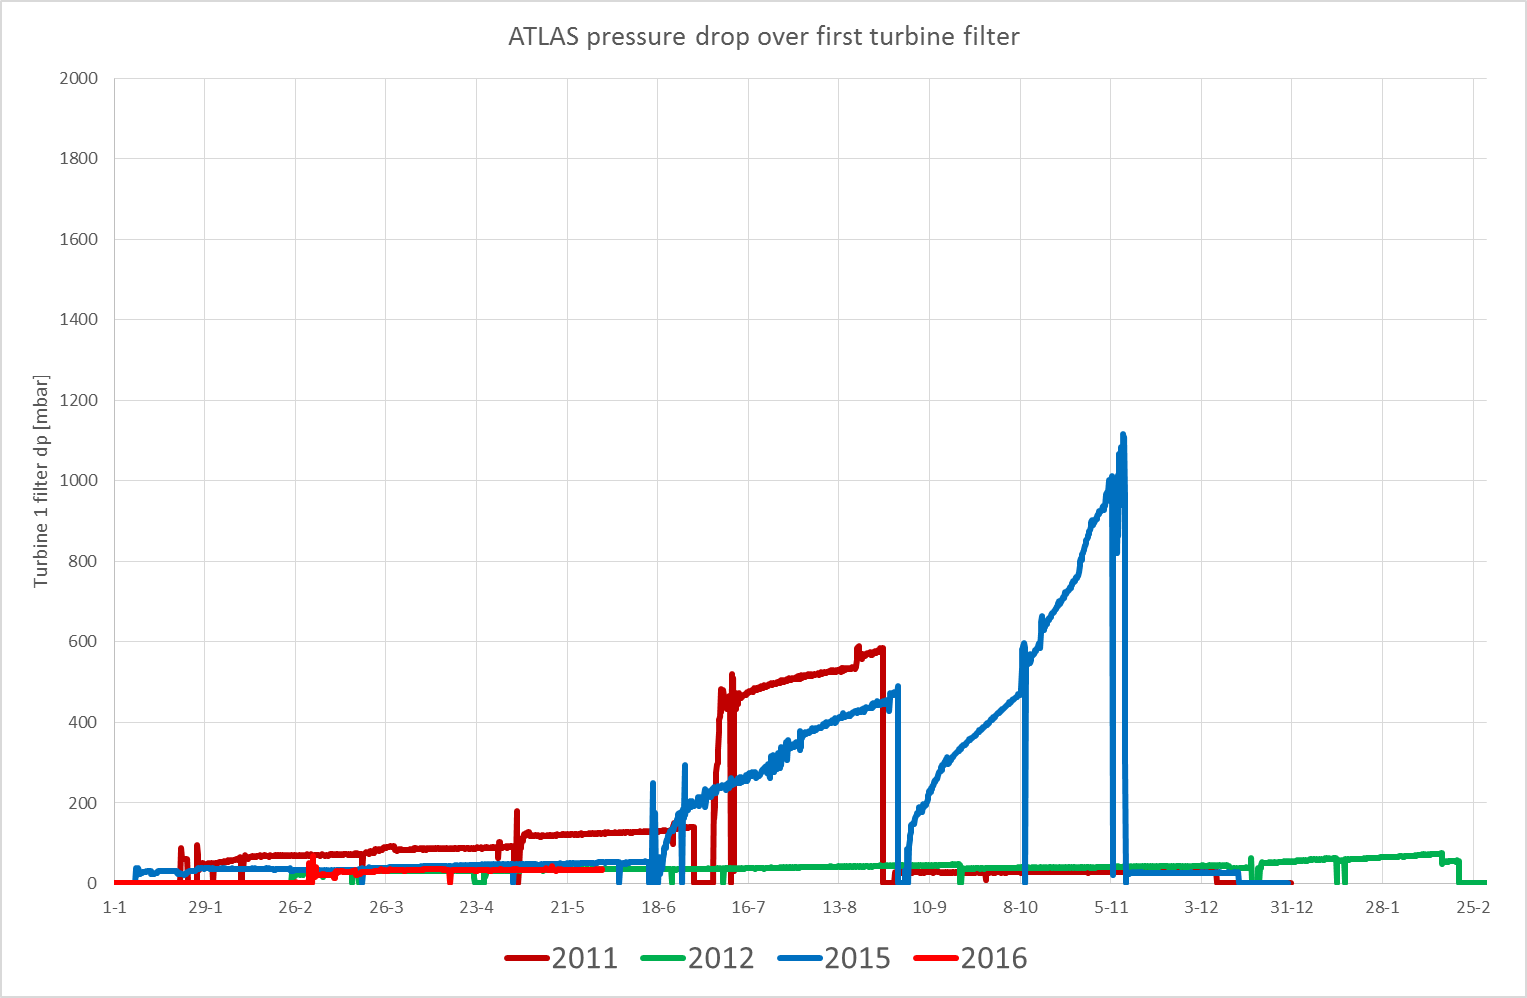 ATLAS pressure drop over first turbine filter
Turbine 1 filter dp [mbar]
2000
1800
1600
1400
1200
1000
800
600
400
200
0
1-1 29-1 26-2 26-3 23-4 21-5 18-6 16-7 13-8 10-9 8-10 5-11 3-12 31-12 28-1 25-2
2011 2012 2015 2016